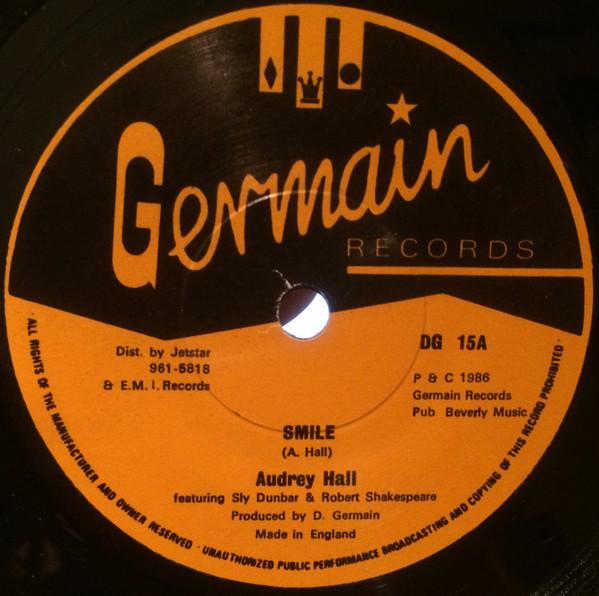 Germain
RECORDS
Dist. by Jetstar
961-5818
& E.M.I. Records
DG 15A
P & C 1986
Germain Records
Pub Beverly Music
SMILE
(A. Hall)
Audrey Hall
featuring Sly Dunbar & Robert Shakespeare
Produced by D. Germain
Made in England
· ALL RIGHTS OF THE MANUFACTURER AND OWNER RESERVED · UNAUTHORIZED PUBLIC PERFORMANCE BROADCASTING AND COPYING OF THIS RECORD PROHIBITED ·